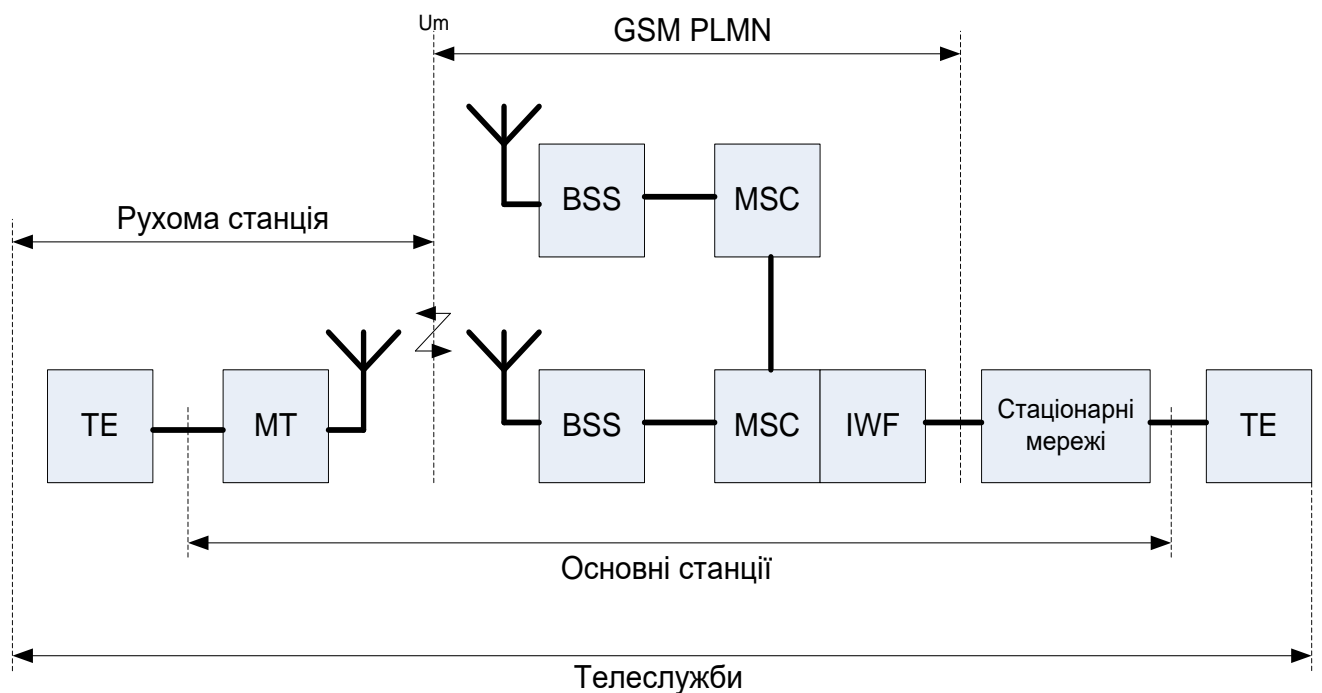 Um
GSM PLMN
BSS
MSC
Рухома станція
TE
MT
BSS
MSC
IWF
Стаціонарні
мережі
TE
Основні станції
Телеслужби